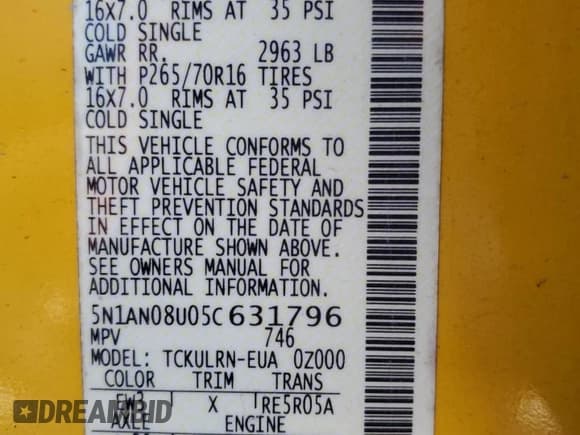 16X7.0 RIMS AT 35 PSI
COLD SINGLE
GAWR RR. 2963 LB
WITH P265/70R16 TIRES
16X7.0 RIMS AT 35 PSI
COLD SINGLE
THIS VEHICLE CONFORMS TO
ALL APPLICABLE FEDERAL
MOTOR VEHICLE SAFETY AND
THEFT PREVENTION STANDARDS
IN EFFECT ON THE DATE OF
MANUFACTURE SHOWN ABOVE.
SEE OWNERS MANUAL FOR
ADDITIONAL INFORMATION.
5N1AN08U05C631796
MPV 746
MODEL: TCKULRN-EUA 0Z000
COLOR TRIM TRANS
EW3 X RE5R05A
AXLE ENGINE
DREAMBID